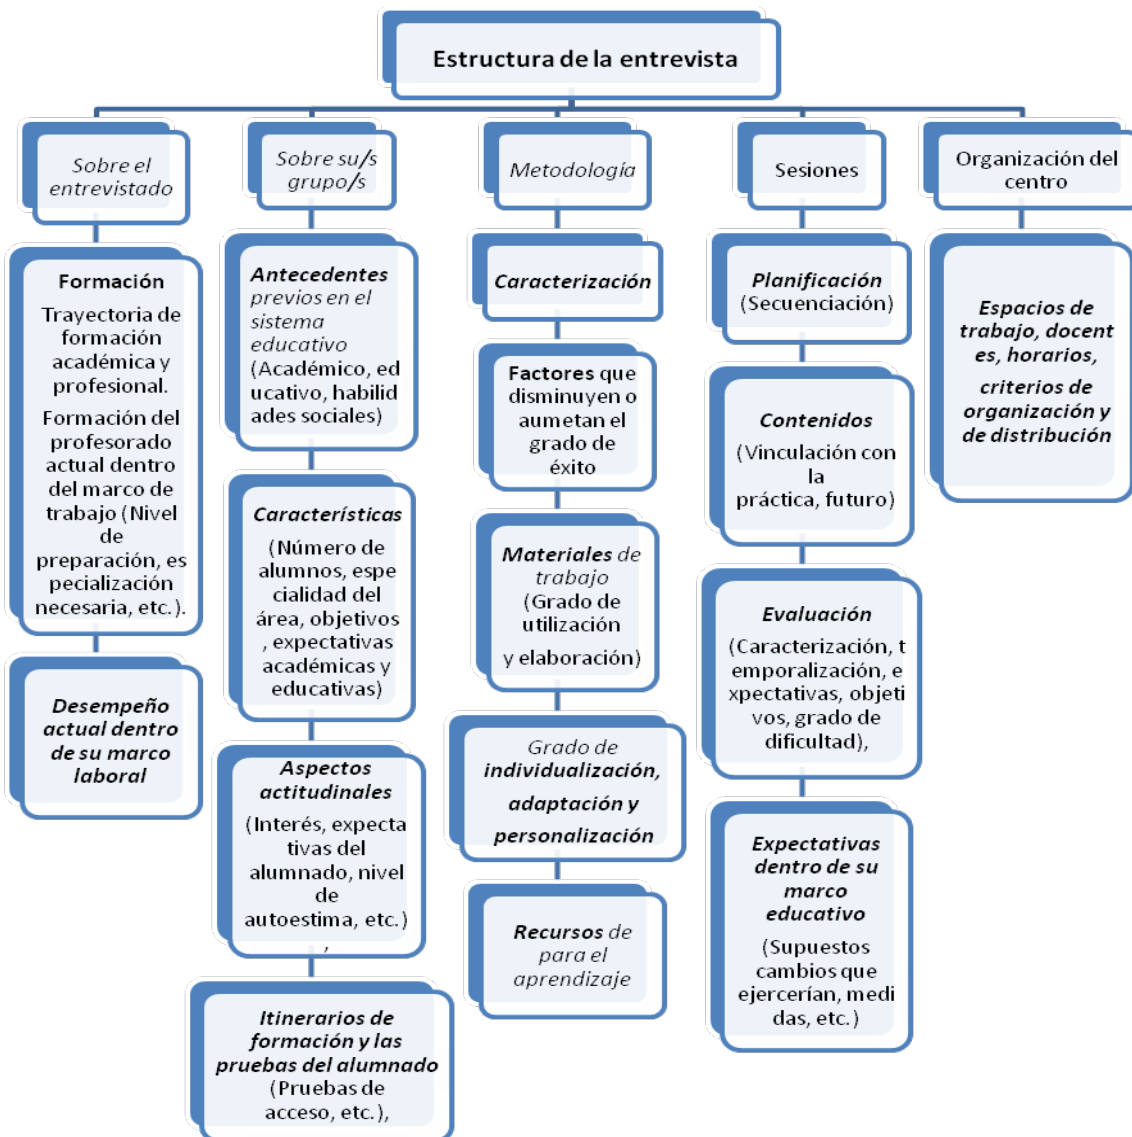 Estructura de la entrevista
Sobre el
entrevistado
Formación
Trayectoria de
formación
académica y
profesional.
Formación del
profesorado
actual dentro
del marco de
trabajo (Nivel
de
preparación, es
pecialización
necesaria, etc.).
Desempeño
actual dentro
de su marco
laboral
Sobre su/s
grupo/s
Antecedentes
previos en el
sistema
educativo
(Académico, ed
ucativo, habilid
ades sociales)
Características
(Número de
alumnos, espe
cialidad del
área, objetivos
, expectativas
académicas y
educativas)
Aspectos
actitudinales
(Interés, expecta
tivas del
alumnado, nivel
de
autoestima, etc.)
,
Itinerarios de
formación y las
pruebas del alumnado
(Pruebas de
acceso, etc.),
Metodología
Caracterización
Factores que
disminuyen o
aumetan el
grado de
éxito
Materiales de
trabajo
(Grado de
utilización
y elaboración)
Grado de
individualización,
adaptación y
personalización
Recursos de
para el
aprendizaje
Sesiones
Planificación
(Secuenciación)
Contenidos
(Vinculación con
la
práctica, futuro)
Evaluación
(Caracterización, t
emporalización, e
xpectativas, objeti
vos, grado de
dificultad),
Expectativas
dentro de su
marco
educativo
(Supuestos
cambios que
ejercerían, medi
das, etc.)
Organización del
centro
Espacios de
trabajo, docent
es, horarios,
criterios de
organización y
de distribución